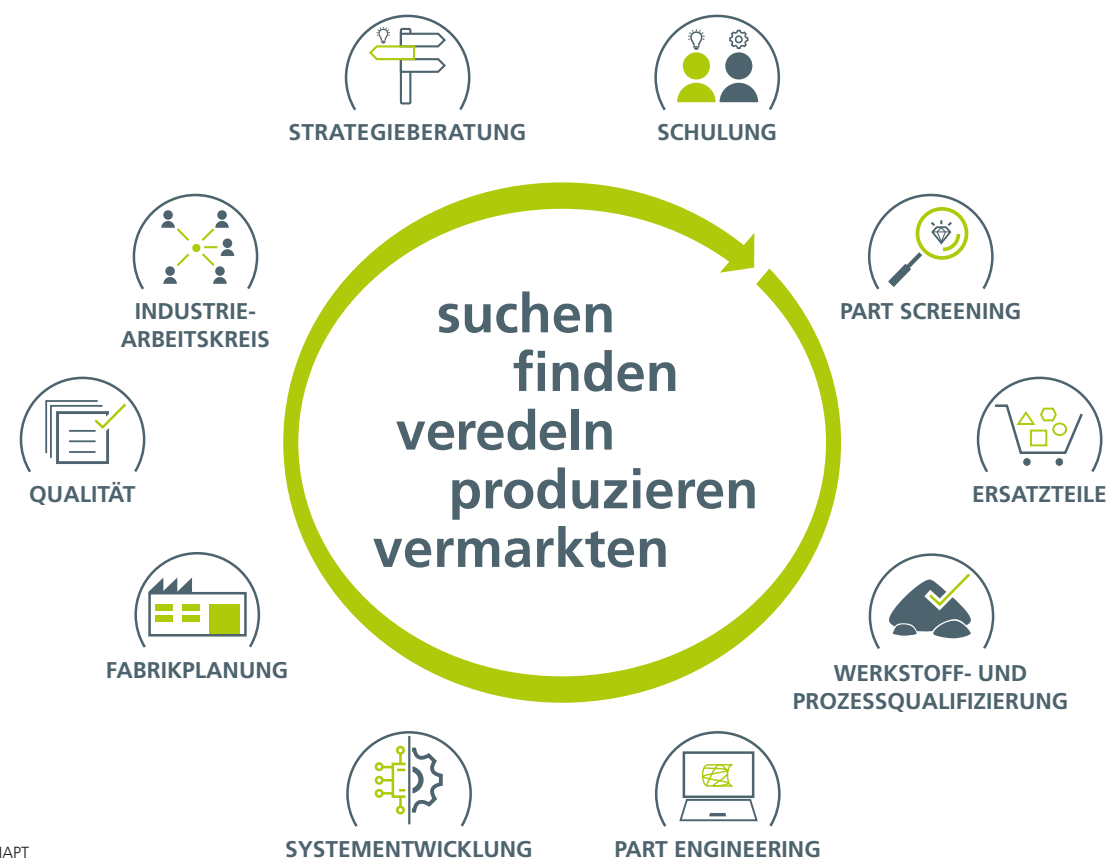 STRATEGIEBERATUNG
SCHULUNG
INDUSTRIE-
ARBEITSKREIS
PART SCREENING
suchen
finden
veredeln
produzieren
vermarkten
QUALITÄT
ERSATZTEILE
FABRIKPLANUNG
WERKSTOFF- UND
PROZESSQUALIFIZIERUNG
SYSTEMENTWICKLUNG
PART ENGINEERING